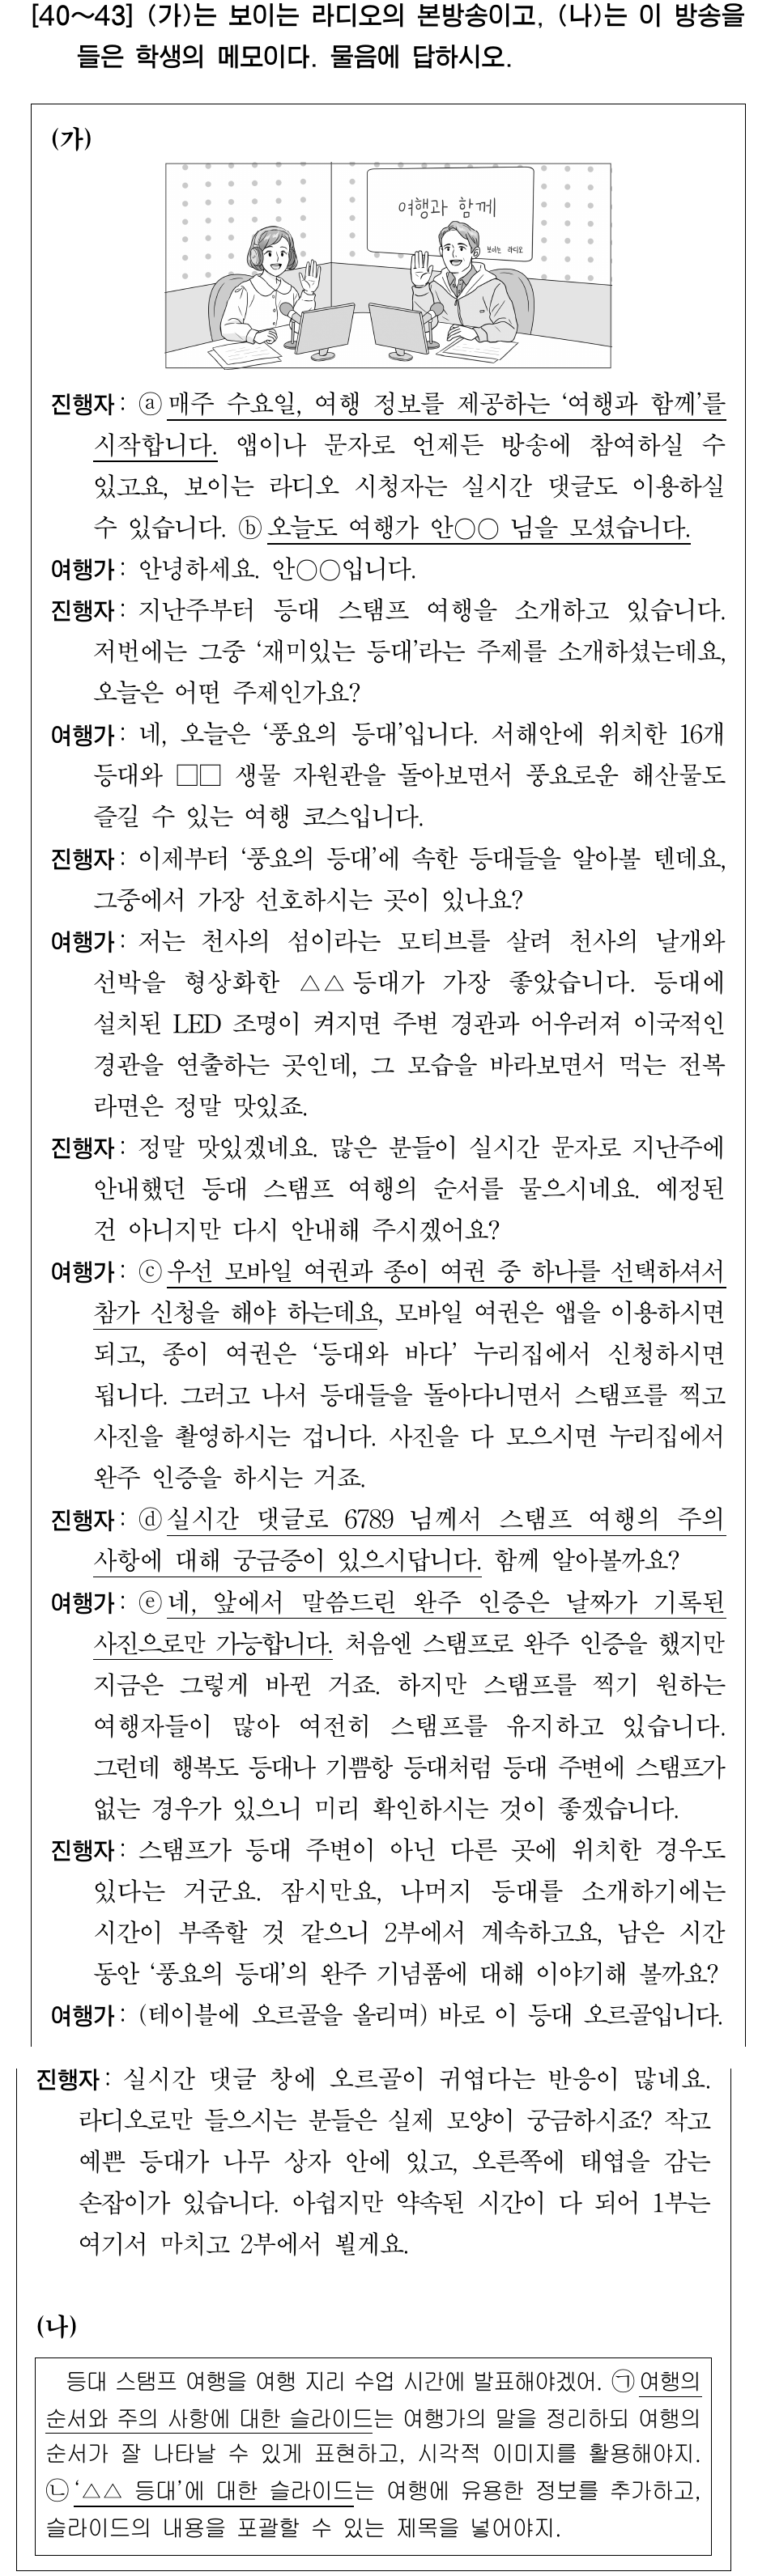 [40～43] (가)는 보이는 라디오의 본방송이고, (나)는 이 방송을
들은 학생의 메모이다. 물음에 답하시오.
(가)
여행과 함께
보이는 라디오
진행자 : ⓐ 매주 수요일, 여행 정보를 제공하는 ‘여행과 함께’를
시작합니다. 앱이나 문자로 언제든 방송에 참여하실 수
있고요, 보이는 라디오 시청자는 실시간 댓글도 이용하실
수 있습니다. ⓑ 오늘도 여행가 안○○ 님을 모셨습니다.
여행가 : 안녕하세요. 안○○입니다.
진행자 : 지난주부터 등대 스탬프 여행을 소개하고 있습니다.
저번에는 그중 ‘재미있는 등대’라는 주제를 소개하셨는데요,
오늘은 어떤 주제인가요?
여행가 : 네, 오늘은 ‘풍요의 등대’입니다. 서해안에 위치한 16개
등대와 □□ 생물 자원관을 돌아보면서 풍요로운 해산물도
즐길 수 있는 여행 코스입니다.
진행자 : 이제부터 ‘풍요의 등대’에 속한 등대들을 알아볼 텐데요,
그중에서 가장 선호하시는 곳이 있나요?
여행가 : 저는 천사의 섬이라는 모티브를 살려 천사의 날개와
선박을 형상화한 △△ 등대가 가장 좋았습니다. 등대에
설치된 LED 조명이 켜지면 주변 경관과 어우러져 이국적인
경관을 연출하는 곳인데, 그 모습을 바라보면서 먹는 전복
라면은 정말 맛있죠.
진행자 : 정말 맛있겠네요. 많은 분들이 실시간 문자로 지난주에
안내했던 등대 스탬프 여행의 순서를 물으시네요. 예정된
건 아니지만 다시 안내해 주시겠어요?
여행가 : ⓒ 우선 모바일 여권과 종이 여권 중 하나를 선택하셔서
참가 신청을 해야 하는데요, 모바일 여권은 앱을 이용하시면
되고, 종이 여권은 ‘등대와 바다’ 누리집에서 신청하시면
됩니다. 그러고 나서 등대들을 돌아다니면서 스탬프를 찍고
사진을 촬영하시는 겁니다. 사진을 다 모으시면 누리집에서
완주 인증을 하시는 거죠.
진행자 : ⓓ 실시간 댓글로 6789 님께서 스탬프 여행의 주의
사항에 대해 궁금증이 있으시답니다. 함께 알아볼까요?
여행가 : ⓔ 네, 앞에서 말씀드린 완주 인증은 날짜가 기록된
사진으로만 가능합니다. 처음엔 스탬프로 완주 인증을 했지만
지금은 그렇게 바뀐 거죠. 하지만 스탬프를 찍기 원하는
여행자들이 많아 여전히 스탬프를 유지하고 있습니다.
그런데 행복도 등대나 기쁨항 등대처럼 등대 주변에 스탬프가
없는 경우가 있으니 미리 확인하시는 것이 좋겠습니다.
진행자 : 스탬프가 등대 주변이 아닌 다른 곳에 위치한 경우도
있다는 거군요. 잠시만요, 나머지 등대를 소개하기에는
시간이 부족할 것 같으니 2부에서 계속하고요, 남은 시간
동안 ‘풍요의 등대’의 완주 기념품에 대해 이야기해 볼까요?
여행가 : (테이블에 오르골을 올리며) 바로 이 등대 오르골입니다.
진행자 : 실시간 댓글 창에 오르골이 귀엽다는 반응이 많네요.
라디오로만 들으시는 분들은 실제 모양이 궁금하시죠? 작고
예쁜 등대가 나무 상자 안에 있고, 오른쪽에 태엽을 감는
손잡이가 있습니다. 아쉽지만 약속된 시간이 다 되어 1부는
여기서 마치고 2부에서 뵐게요.
(나)
등대 스탬프 여행을 여행 지리 수업 시간에 발표해야겠어. ㉠ 여행의
순서와 주의 사항에 대한 슬라이드는 여행가의 말을 정리하되 여행의
순서가 잘 나타날 수 있게 표현하고, 시각적 이미지를 활용해야지.
㉡ ‘△△ 등대’에 대한 슬라이드는 여행에 유용한 정보를 추가하고,
슬라이드의 내용을 포괄할 수 있는 제목을 넣어야지.